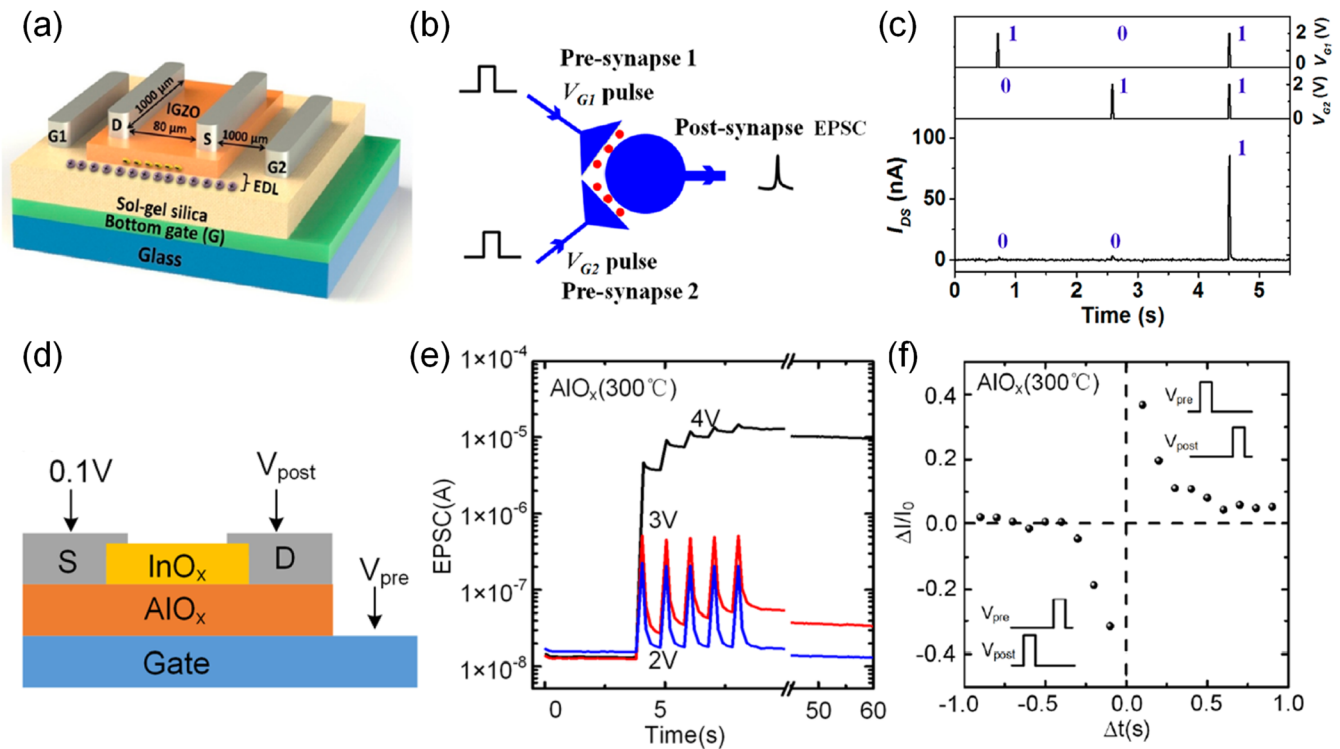 (a)
1000 μm
IGZO
G1
D
80 μm
S
1000 μm
G2
EDL
Sol-gel silica
Bottom gate (G)
Glass
(b)
Pre-synapse 1
VG1 pulse
Post-synapse EPSC
VG2 pulse
Pre-synapse 2
(c)
1 0 1
2
0
VG1 (V)
0 1 1
2
0
VG2 (V)
100
50
0
IDS (nA)
0 0 1
0 1 2 3 4 5
Time (s)
(d)
0.1V
Vpost
S
InOx
D
Vpre
AlOx
Gate
(e)
1×10-4
1×10-5
1×10-6
1×10-7
1×10-8
EPSC(A)
AlOx(300℃)
4V
3V
2V
0 5 50 60
Time(s)
(f)
0.4
0.2
0.0
-0.2
-0.4
ΔI/I0
AlOx(300℃)
Vpre
Vpost
Vpre
Vpost
-1.0 -0.5 0.0 0.5 1.0
Δt(s)